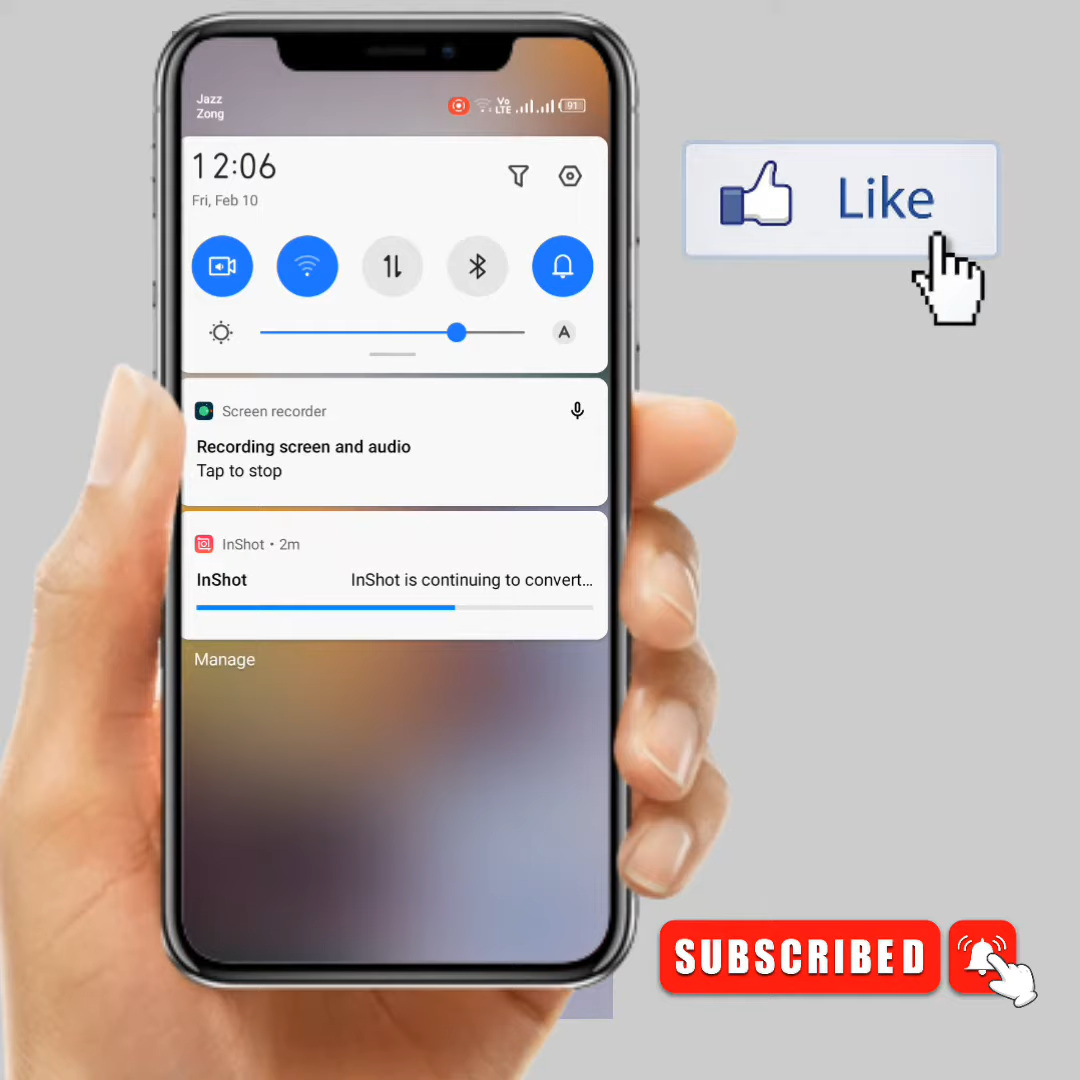 Jazz
Zong
Vo
LTE
91
12:06
Fri, Feb 10
A
Screen recorder
Recording screen and audio
Tap to stop
InShot • 2m
InShot InShot is continuing to convert...
Manage
Like
SUBSCRIBED